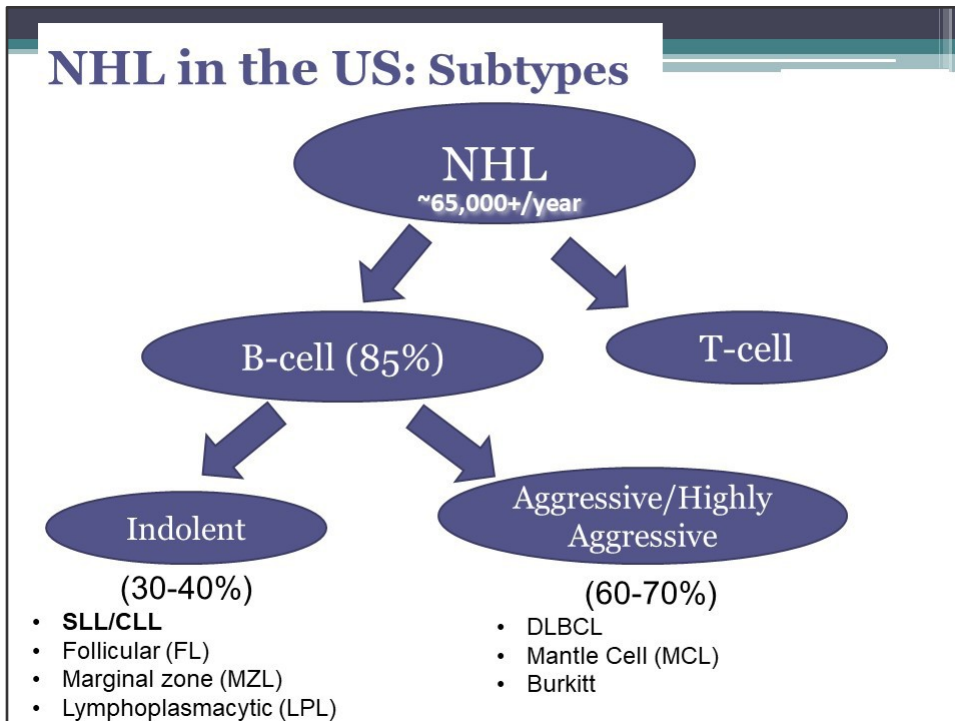 NHL in the US: Subtypes
NHL
~65,000+/year
B-cell (85%)
T-cell
Indolent
Aggressive/Highly
Aggressive
(30-40%)
• SLL/CLL
• Follicular (FL)
• Marginal zone (MZL)
• Lymphoplasmacytic (LPL)
(60-70%)
• DLBCL
• Mantle Cell (MCL)
• Burkitt